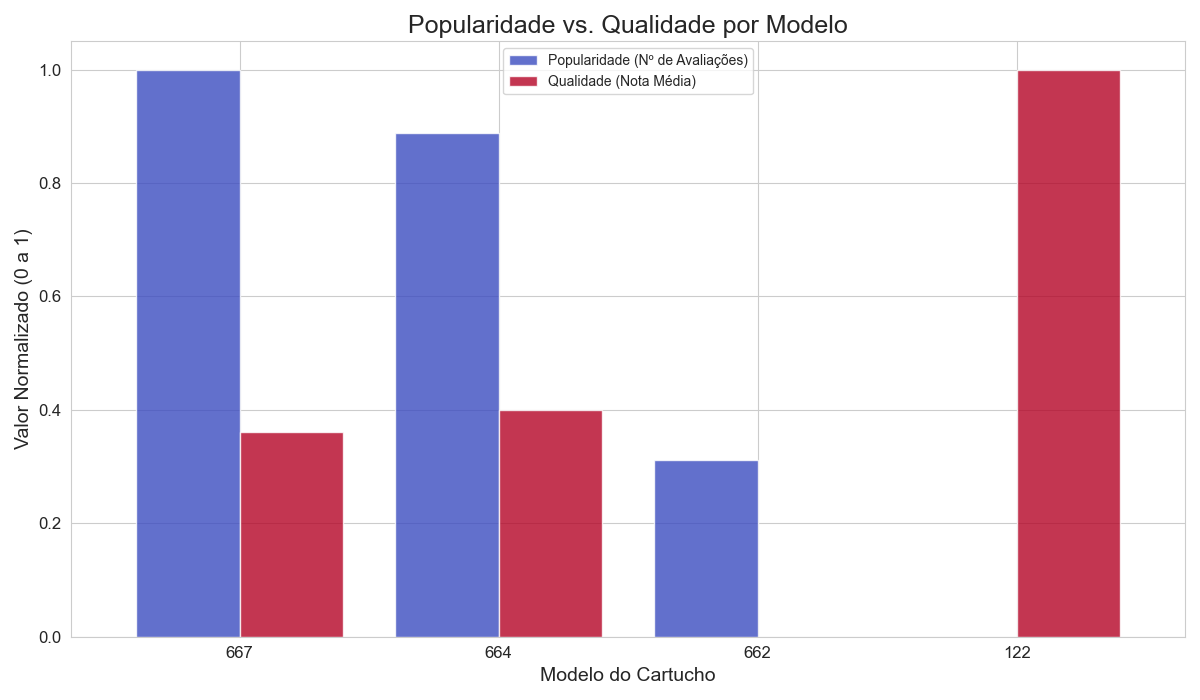 Popularidade vs. Qualidade por Modelo
Popularidade (Nº de Avaliações)
Qualidade (Nota Média)
Valor Normalizado (0 a 1)
1.0
0.8
0.6
0.4
0.2
0.0
667 664 662 122
Modelo do Cartucho